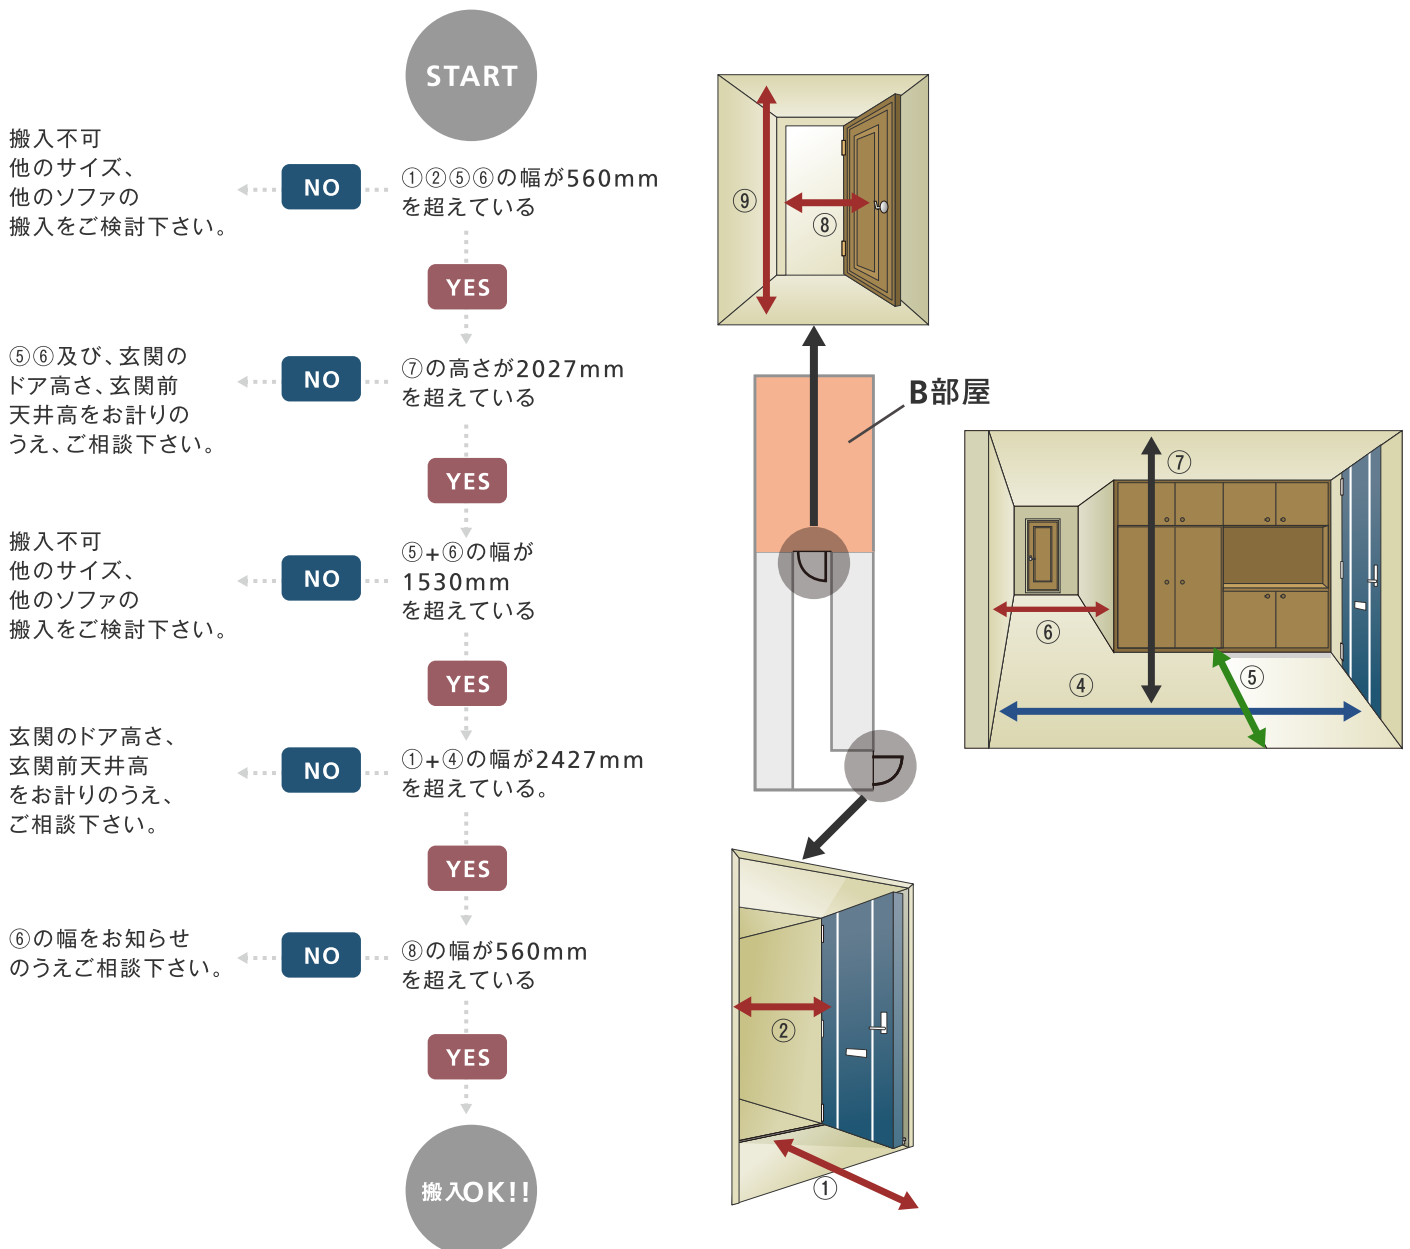 START
搬入不可
他のサイズ、
他のソファの
搬入をご検討下さい。
NO
①②⑤⑥の幅が560mm
を超えている
YES
⑤⑥及び、玄関の
ドア高さ、玄関前
天井高をお計りの
うえ、ご相談下さい。
NO
⑦の高さが2027mm
を超えている
YES
搬入不可
他のサイズ、
他のソファの
搬入をご検討下さい。
NO
⑤+⑥の幅が
1530mm
を超えている
YES
玄関のドア高さ、
玄関前天井高
をお計りのうえ、
ご相談下さい。
NO
①+④の幅が2427mm
を超えている。
YES
⑥の幅をお知らせ
のうえご相談下さい。
NO
⑧の幅が560mm
を超えている
YES
搬入OK!!
⑨
⑧
B部屋
⑦
⑥
④
⑤
②
①